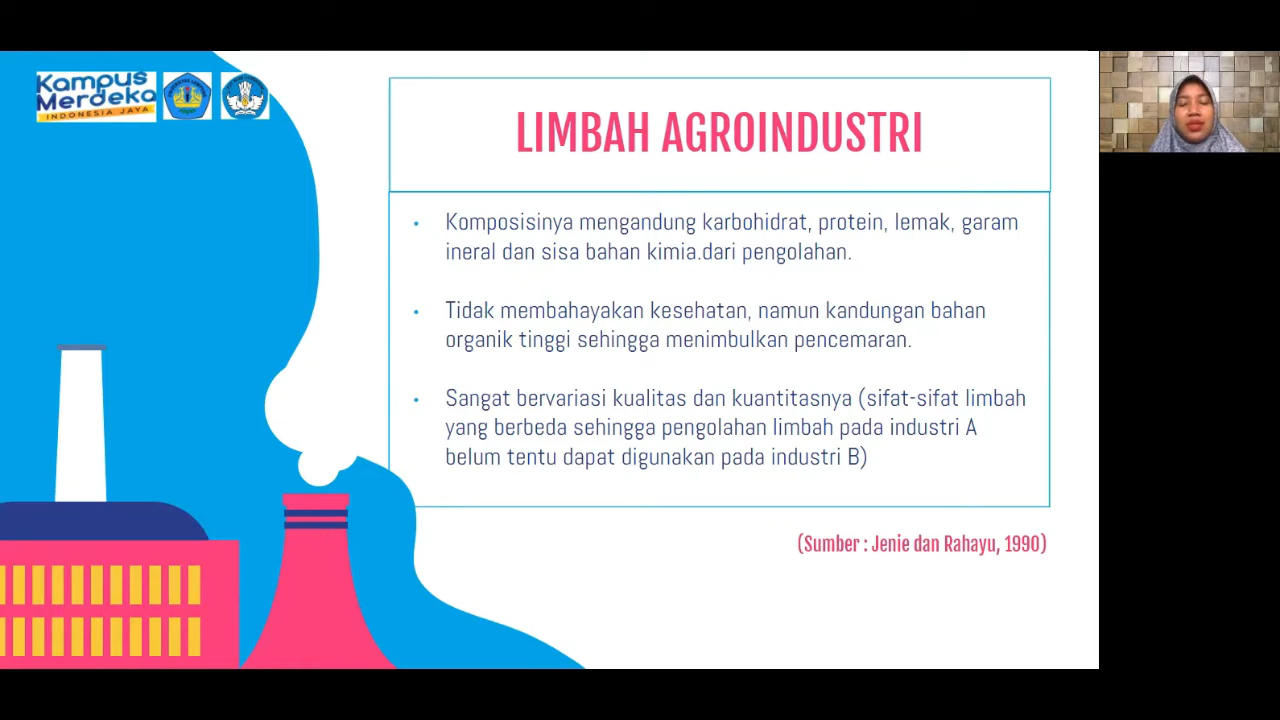 Kampus
Merdeka
INDONESIA JAYA
LIMBAH AGROINDUSTRI
• Komposisinya mengandung karbohidrat, protein, lemak, garam
ineral dan sisa bahan kimia.dari pengolahan.
• Tidak membahayakan kesehatan, namun kandungan bahan
organik tinggi sehingga menimbulkan pencemaran.
• Sangat bervariasi kualitas dan kuantitasnya (sifat-sifat limbah
yang berbeda sehingga pengolahan limbah pada industri A
belum tentu dapat digunakan pada industri B)
(Sumber : Jenie dan Rahayu, 1990)